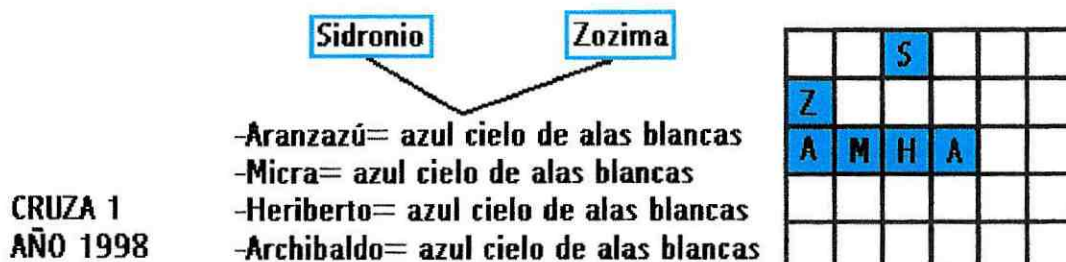 Sidronio
Zozima
-Aranzazú= azul cielo de alas blancas
-Micra= azul cielo de alas blancas
-Heriberto= azul cielo de alas blancas
-Archibaldo= azul cielo de alas blancas
CRUZA 1
AÑO 1998
S
Z
A M H A